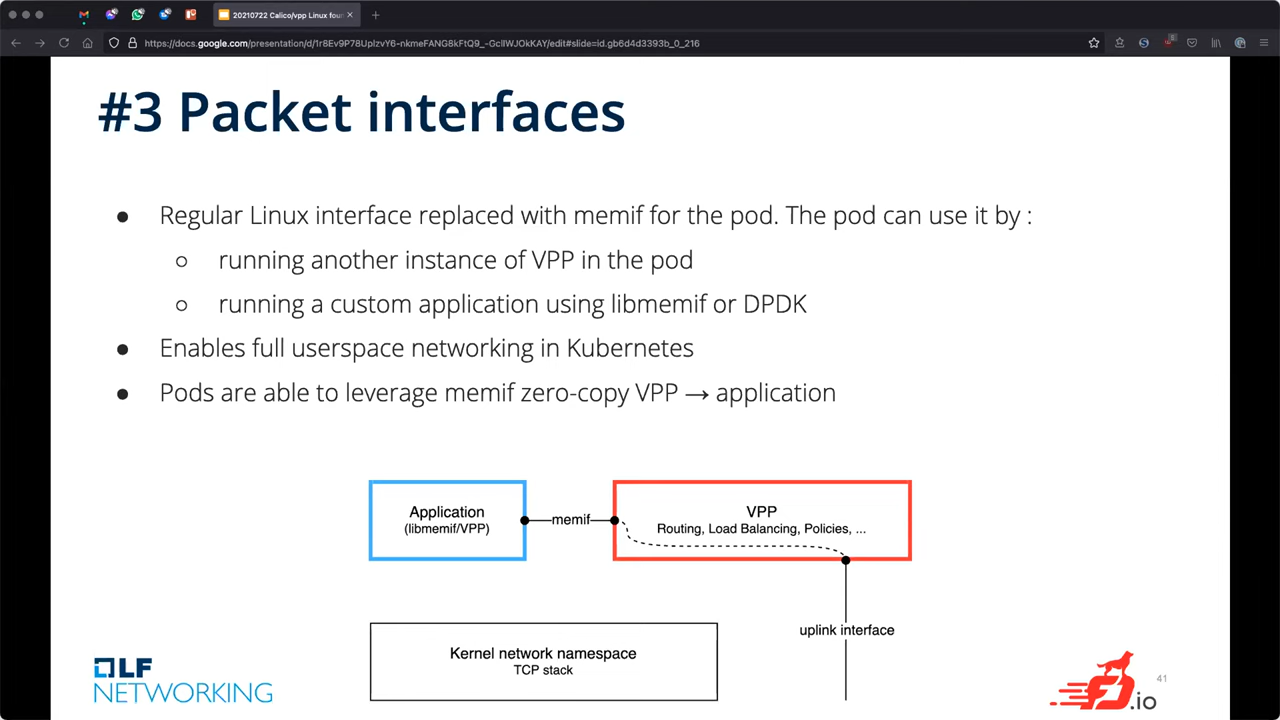 20210722 Calico/vpp Linux foun
https://docs.google.com/presentation/d/1r8Ev9P78UplzvY6-nkmeFANG8kFtQ9_-GcIIWJOkKAY/edit#slide=id.gb6d4d3393b_0_216
#3 Packet interfaces
● Regular Linux interface replaced with memif for the pod. The pod can use it by :
○ running another instance of VPP in the pod
○ running a custom application using libmemif or DPDK
● Enables full userspace networking in Kubernetes
● Pods are able to leverage memif zero-copy VPP → application
Application
(libmemif/VPP)
memif
VPP
Routing, Load Balancing, Policies, ...
uplink interface
Kernel network namespace
TCP stack
LF
NETWORKING
FD.io
41